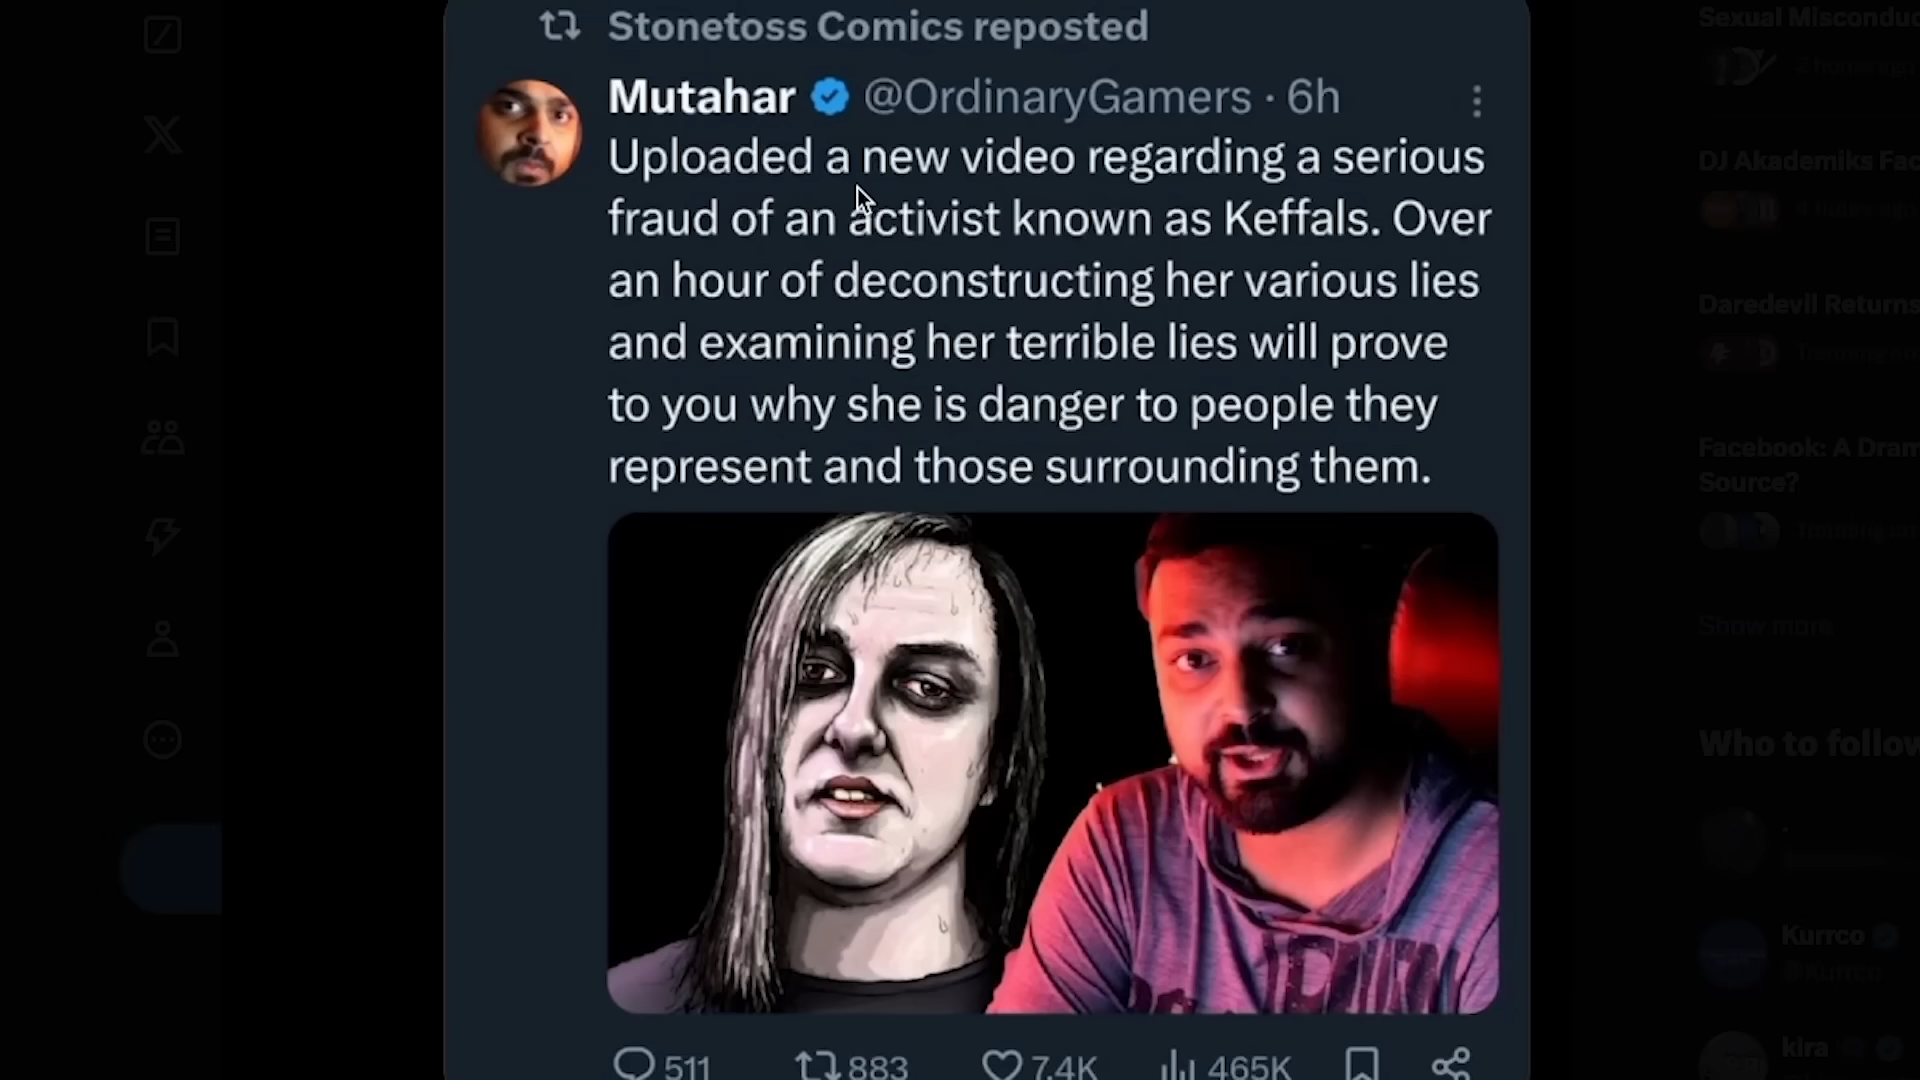 Stonetoss Comics reposted
Mutahar @OrdinaryGamers · 6h
Uploaded a new video regarding a serious
fraud of an activist known as Keffals. Over
an hour of deconstructing her various lies
and examining her terrible lies will prove
to you why she is danger to people they
represent and those surrounding them.
511 883 7.4K 465K
Sexual Misconduc
DJ Akademiks Fac
Daredevil Returns
Facebook: A Dram
Source?
Show more
Who to follow
Kurrco
@Kurrco
kira